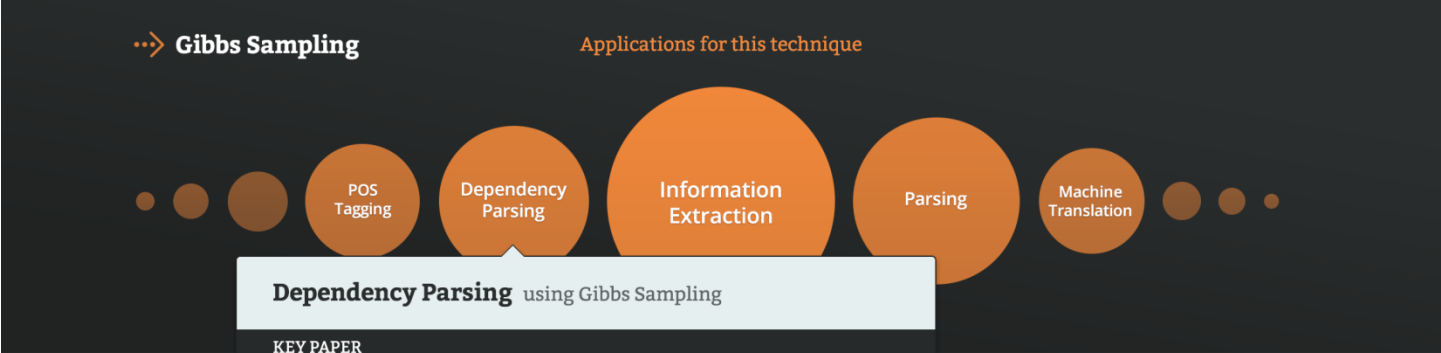 Gibbs Sampling
Applications for this technique
POS
Tagging
Dependency
Parsing
Information
Extraction
Parsing
Machine
Translation
Dependency Parsing using Gibbs Sampling
KEY PAPER